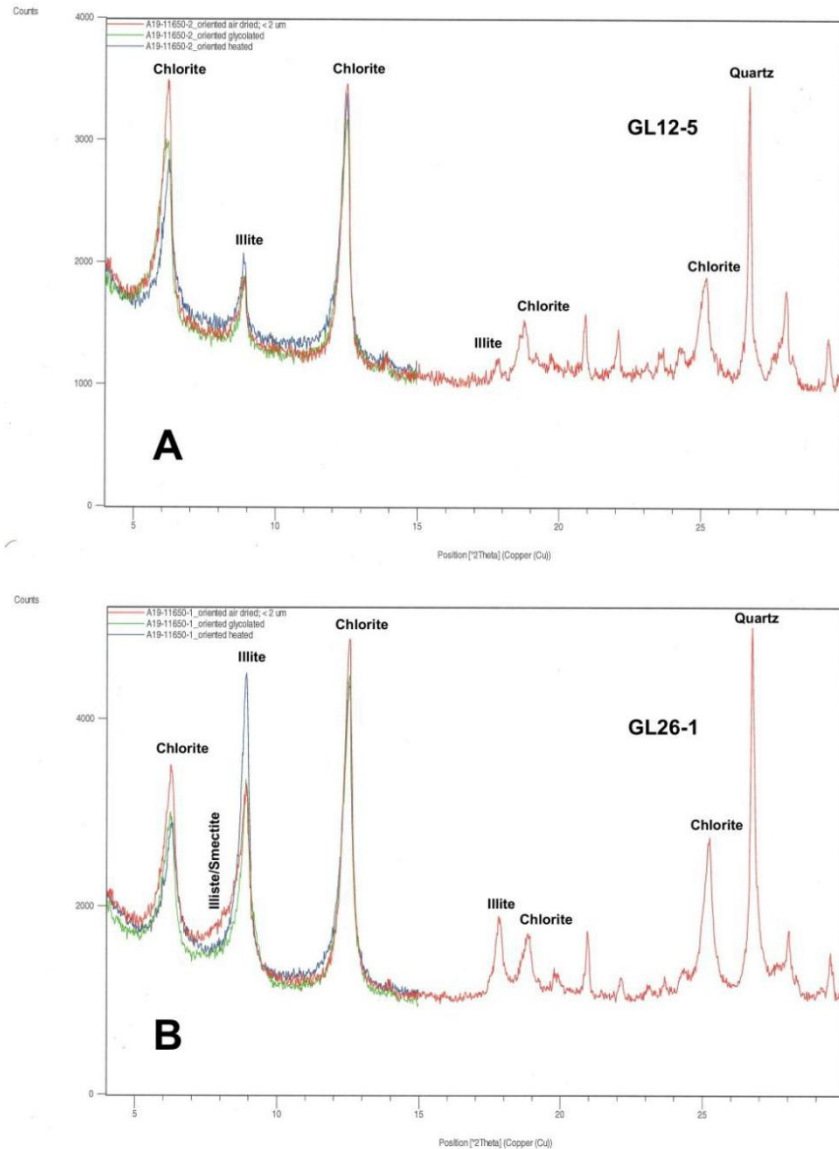 Counts
4000
A19-11650-2_oriented air dried; < 2 um
A19-11650-2_oriented glycolated
A19-11650-2_oriented heated
Chlorite
Chlorite
Quartz
GL12-5
3000
Illite
2000
Chlorite
Chlorite
Illite
1000
A
0
5
10
15
20
25
Position [°2Theta] (Copper (Cu)
Counts
A19-11650-1_oriented air dried; < 2 um
A19-11650-1_oriented glycolated
A19-11650-1_oriented heated
Chlorite
Quartz
Illite
4000
GL26-1
Chlorite
Illiste/Smectite
Chlorite
2000
Illite
Chlorite
B
0
5
10
15
20
25
Position [°2Theta] (Copper (Cu)